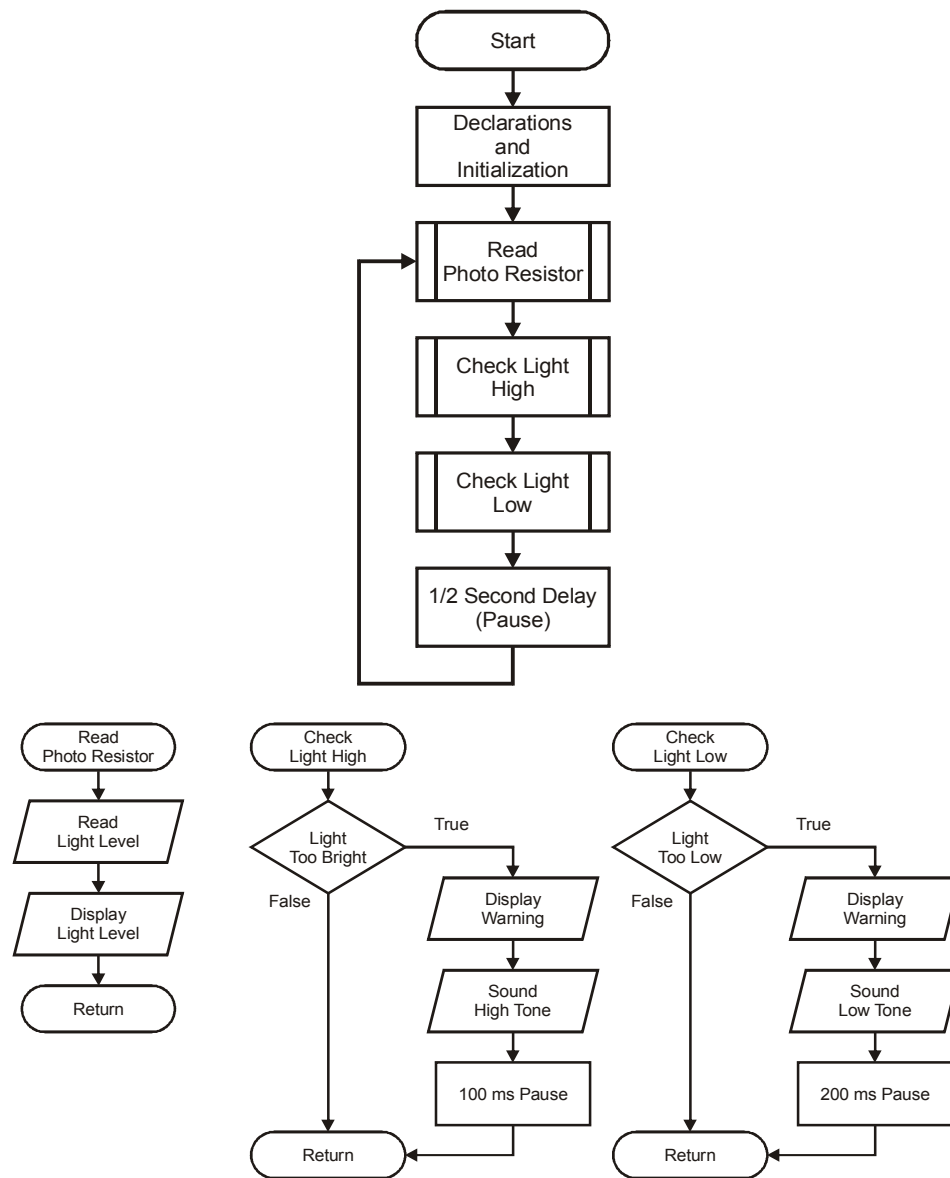 Start
Declarations
and
Initialization
Read
Photo Resistor
Check Light
High
Check Light
Low
1/2 Second Delay
(Pause)
Read
Photo Resistor
Read
Light Level
Display
Light Level
Return
Check
Light High
Light
Too Bright
True
False
Display
Warning
Sound
High Tone
100 ms Pause
Return
Check
Light Low
Light
Too Low
True
False
Display
Warning
Sound
Low Tone
200 ms Pause
Return